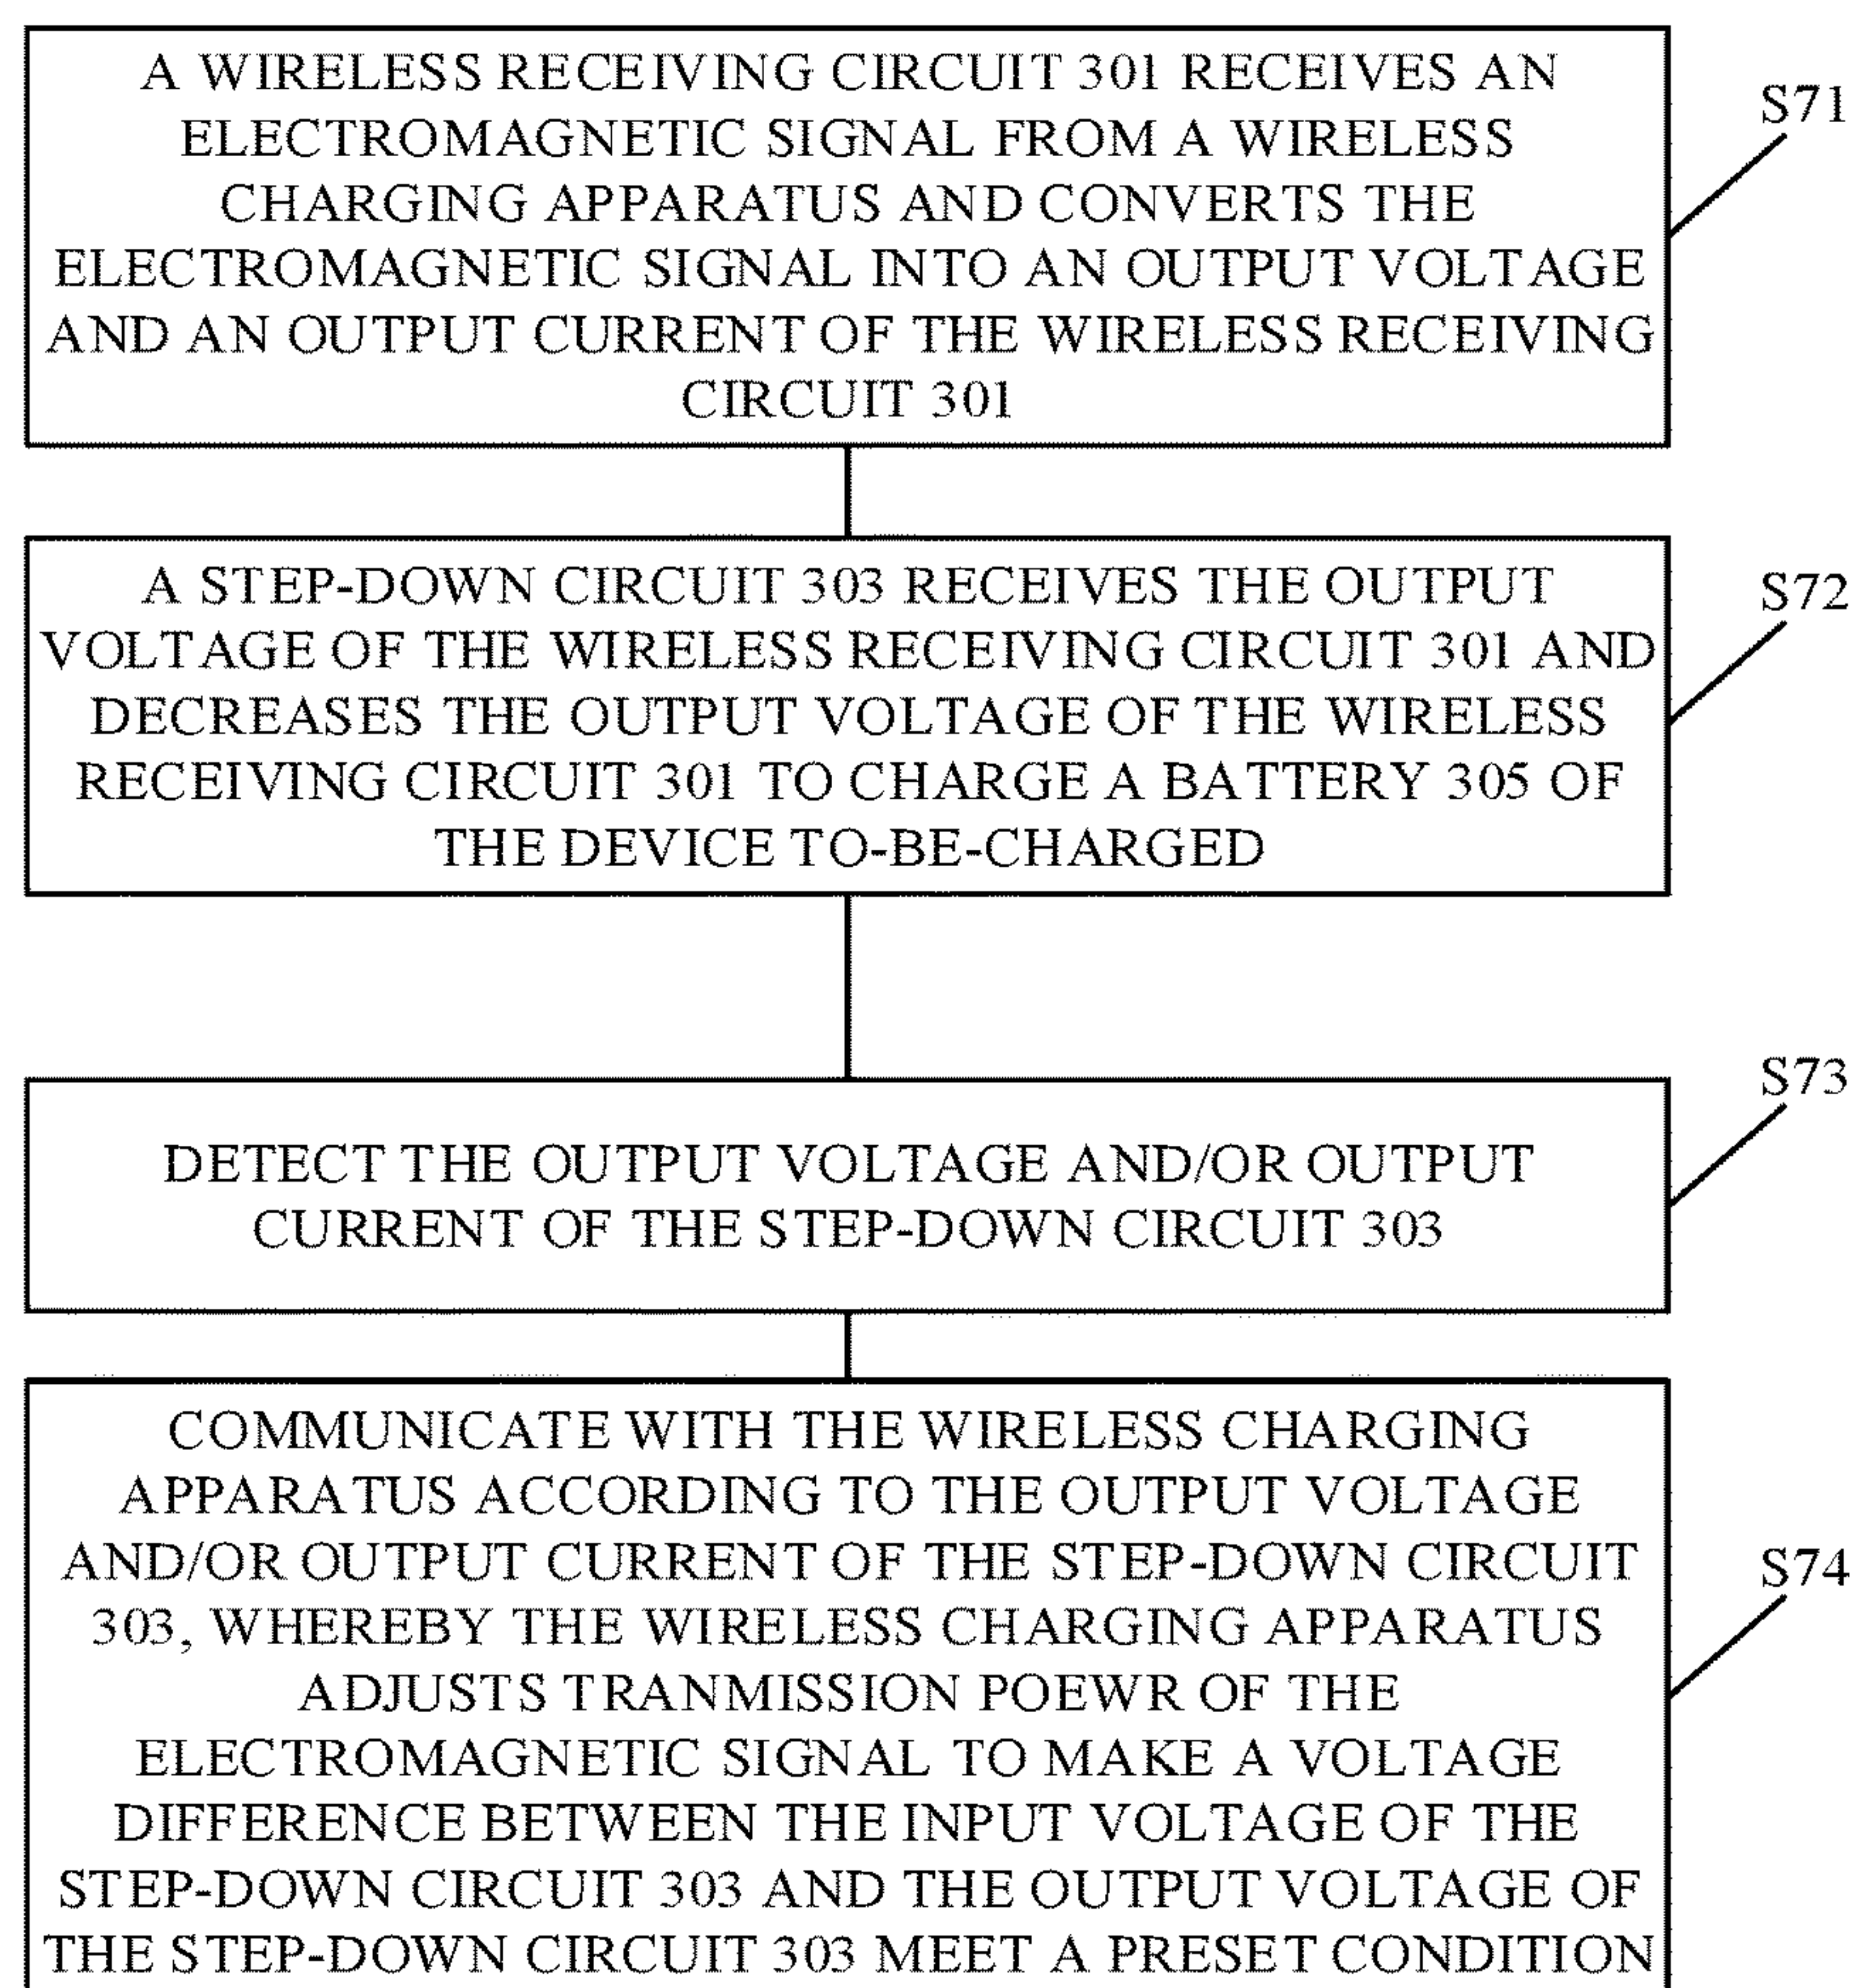 A WIRELESS RECEIVING CIRCUIT 301 RECEIVES AN
ELECTROMAGNETIC SIGNAL FROM A WIRELESS
CHARGING APPARATUS AND CONVERTS THE
ELECTROMAGNETIC SIGNAL INTO AN OUTPUT VOLTAGE
AND AN OUTPUT CURRENT OF THE WIRELESS RECEIVING
CIRCUIT 301
S71
A STEP-DOWN CIRCUIT 303 RECEIVES THE OUTPUT
VOLTAGE OF THE WIRELESS RECEIVING CIRCUIT 301 AND
DECREASES THE OUTPUT VOLTAGE OF THE WIRELESS
RECEIVING CIRCUIT 301 TO CHARGE A BATTERY 305 OF
THE DEVICE TO-BE-CHARGED
S72
DETECT THE OUTPUT VOLTAGE AND/OR OUTPUT
CURRENT OF THE STEP-DOWN CIRCUIT 303
S73
COMMUNICATE WITH THE WIRELESS CHARGING
APPARATUS ACCORDING TO THE OUTPUT VOLTAGE
AND/OR OUTPUT CURRENT OF THE STEP-DOWN CIRCUIT
303, WHEREBY THE WIRELESS CHARGING APPARATUS
ADJUSTS TRANMISSION POEWR OF THE
ELECTROMAGNETIC SIGNAL TO MAKE A VOLTAGE
DIFFERENCE BETWEEN THE INPUT VOLTAGE OF THE
STEP-DOWN CIRCUIT 303 AND THE OUTPUT VOLTAGE OF
THE STEP-DOWN CIRCUIT 303 MEET A PRESET CONDITION
S74